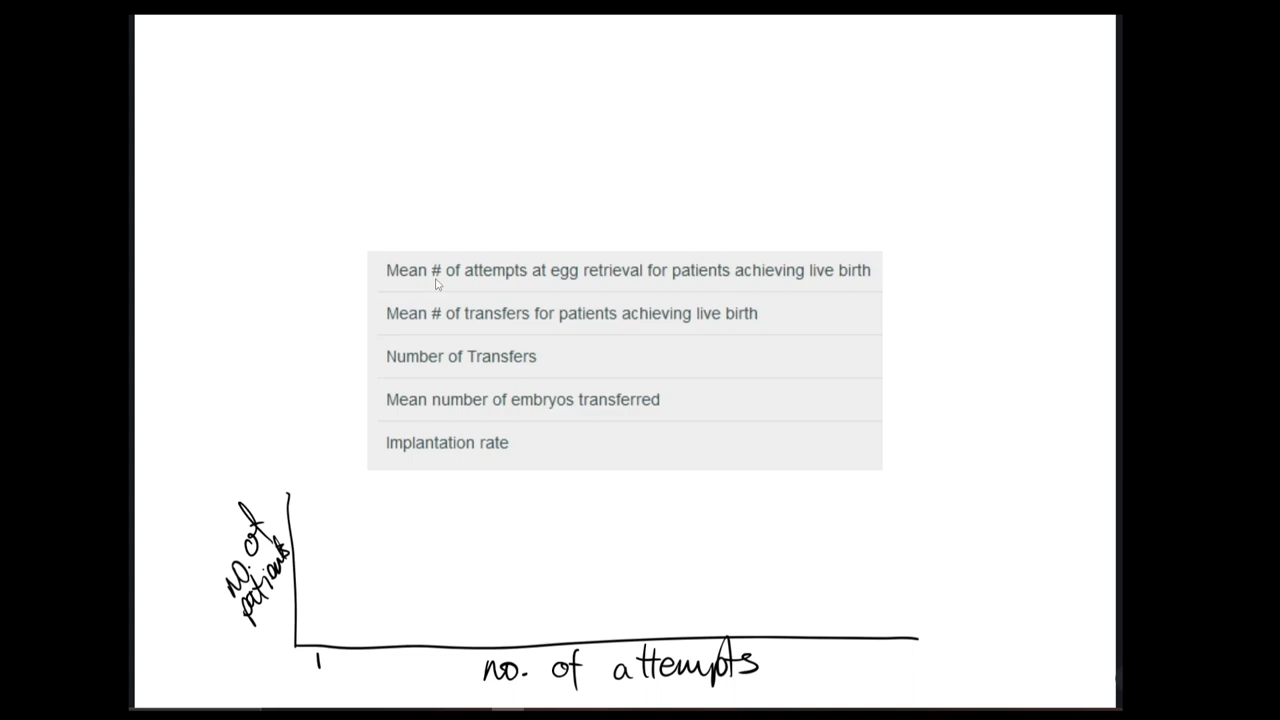 Mean # of attempts at egg retrieval for patients achieving live birth
Mean # of transfers for patients achieving live birth
Number of Transfers
Mean number of embryos transferred
Implantation rate
no. of
patients
1
no. of attempts